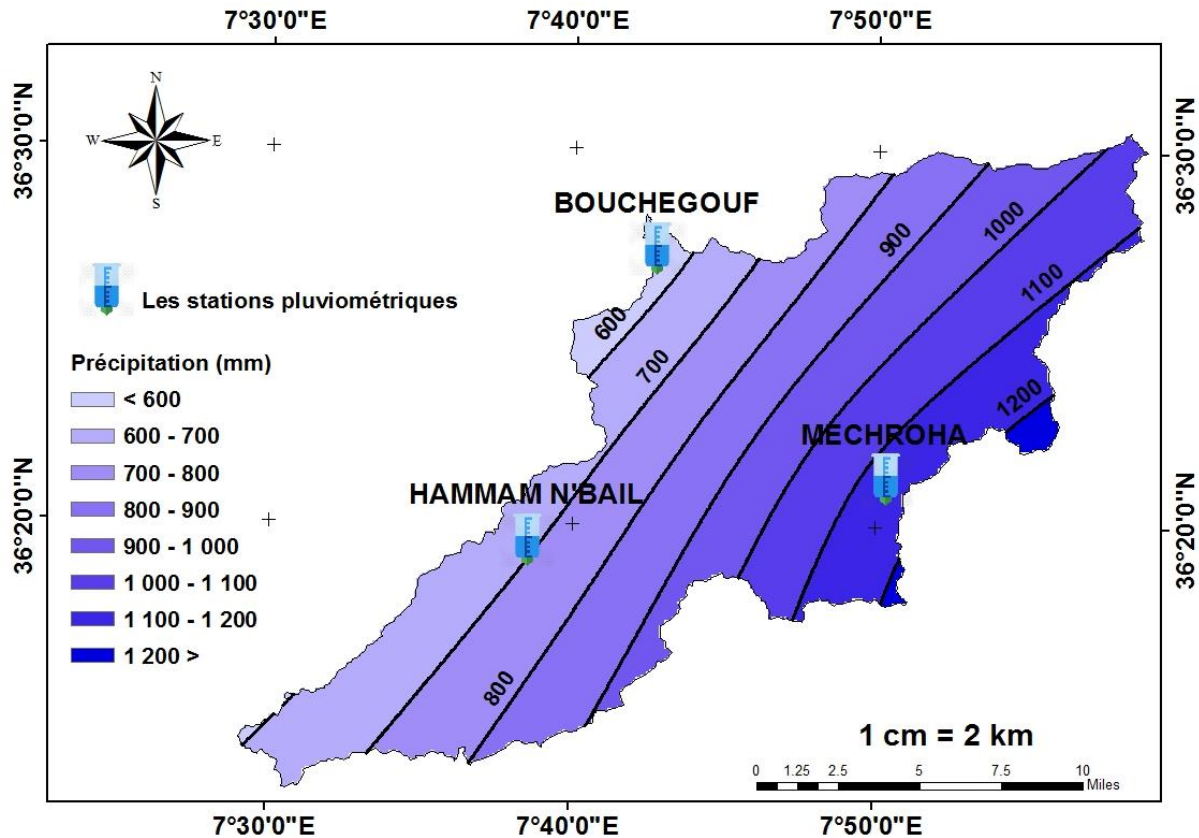 7°30'0"E 7°40'0"E 7°50'0"E
36°30'0"N
36°30'0"N
N
W E
S
BOUCHEGOUF
Les stations pluviométriques
Précipitation (mm)
< 600
600 - 700
700 - 800
800 - 900
900 - 1 000
1 000 - 1 100
1 100 - 1 200
1 200 >
600
700
900
1000
1100
1200
MECHROHA
HAMMAM N'BAIL
36°20'0"N
36°20'0"N
800
1 cm = 2 km
0 1.25 2.5 5 7.5 10
Miles
7°30'0"E 7°40'0"E 7°50'0"E